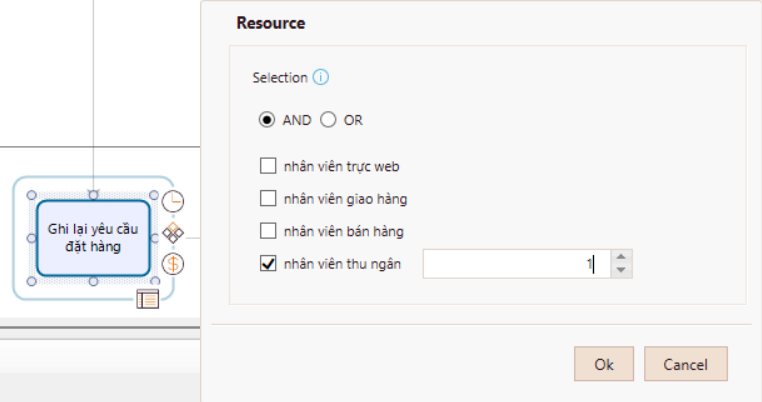 Resource
Selection
AND OR
nhân viên trực web
nhân viên giao hàng
nhân viên bán hàng
nhân viên thu ngân 1
Ghi lại yêu cầu
đặt hàng
Ok Cancel